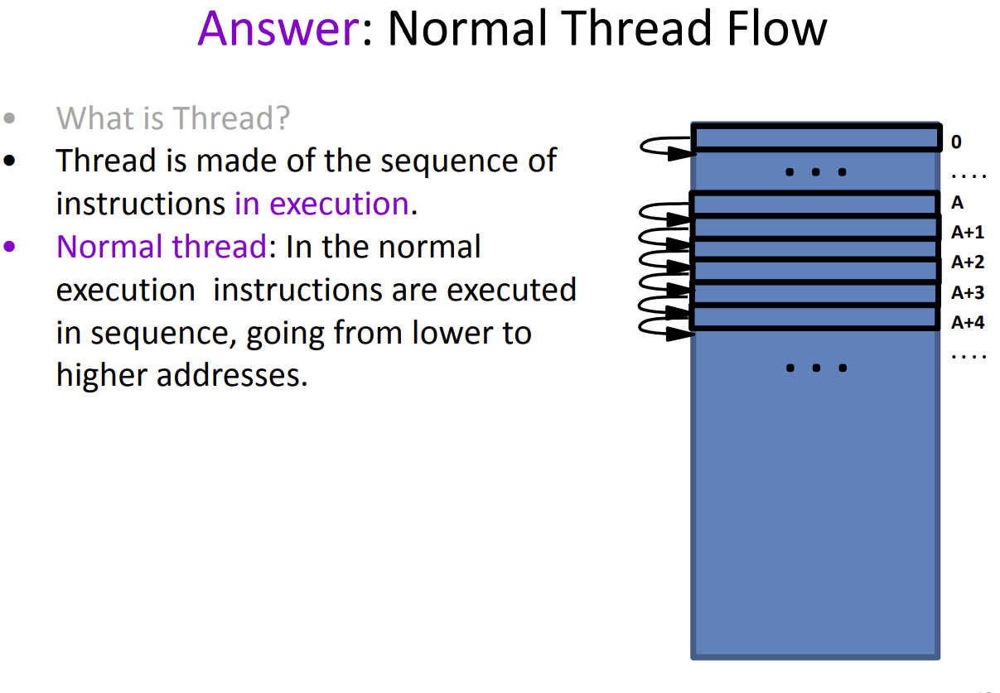 Answer: Normal Thread Flow
• What is Thread?
• Thread is made of the sequence of
instructions in execution.
• Normal thread: In the normal
execution  instructions are executed
in sequence, going from lower to
higher addresses.
0
• • •
....
A
A+1
A+2
A+3
A+4
....
• • •